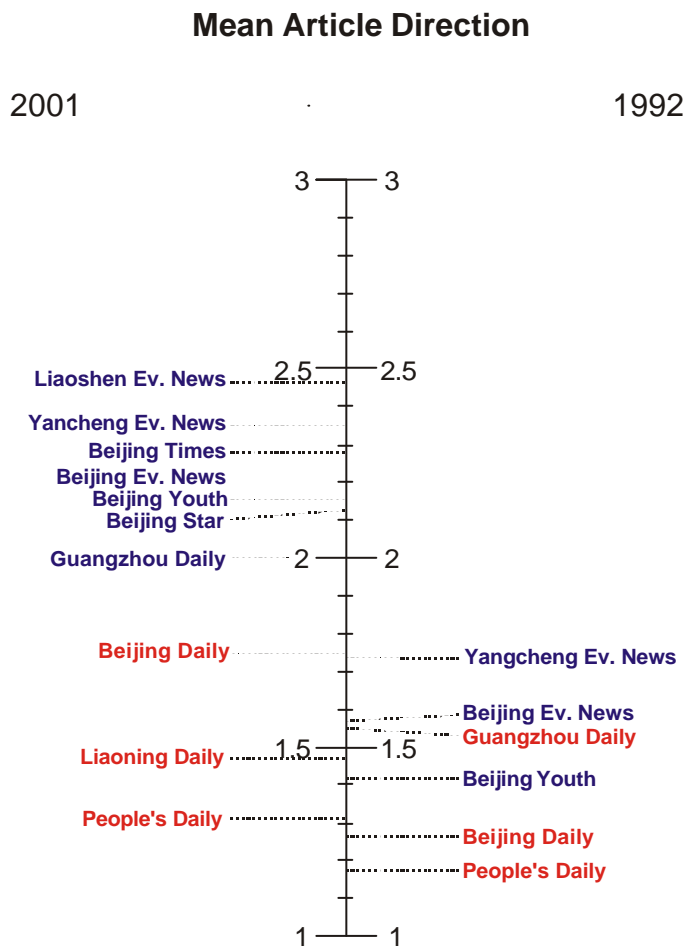 Mean Article Direction
2001 1992
3 3
2.5 2.5
Liaoshen Ev. News
Yancheng Ev. News
Beijing Times
Beijing Ev. News
Beijing Youth
Beijing Star
Guangzhou Daily 2 2
Beijing Daily
Yangcheng Ev. News
Beijing Ev. News
Guangzhou Daily
1.5 1.5
Liaoning Daily
Beijing Youth
People's Daily
Beijing Daily
People's Daily
1 1